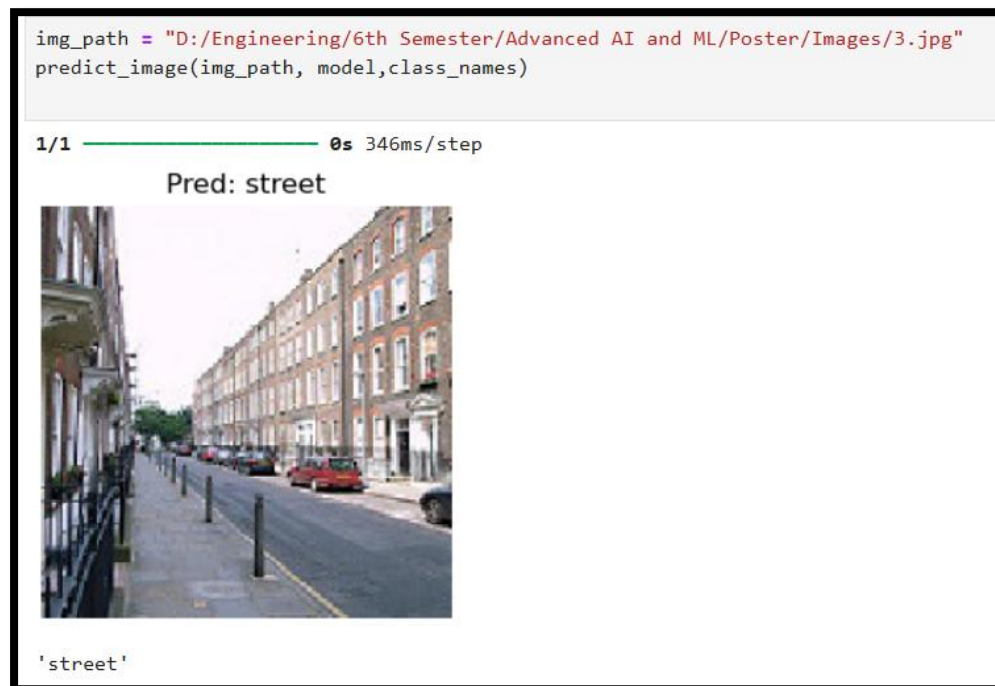 img_path = "D:/Engineering/6th Semester/Advanced AI and ML/Poster/Images/3.jpg"
predict_image(img_path, model,class_names)
1/1 ━━━━━━━━━━━━━━━━━━━━ 0s 346ms/step
Pred: street
'street'